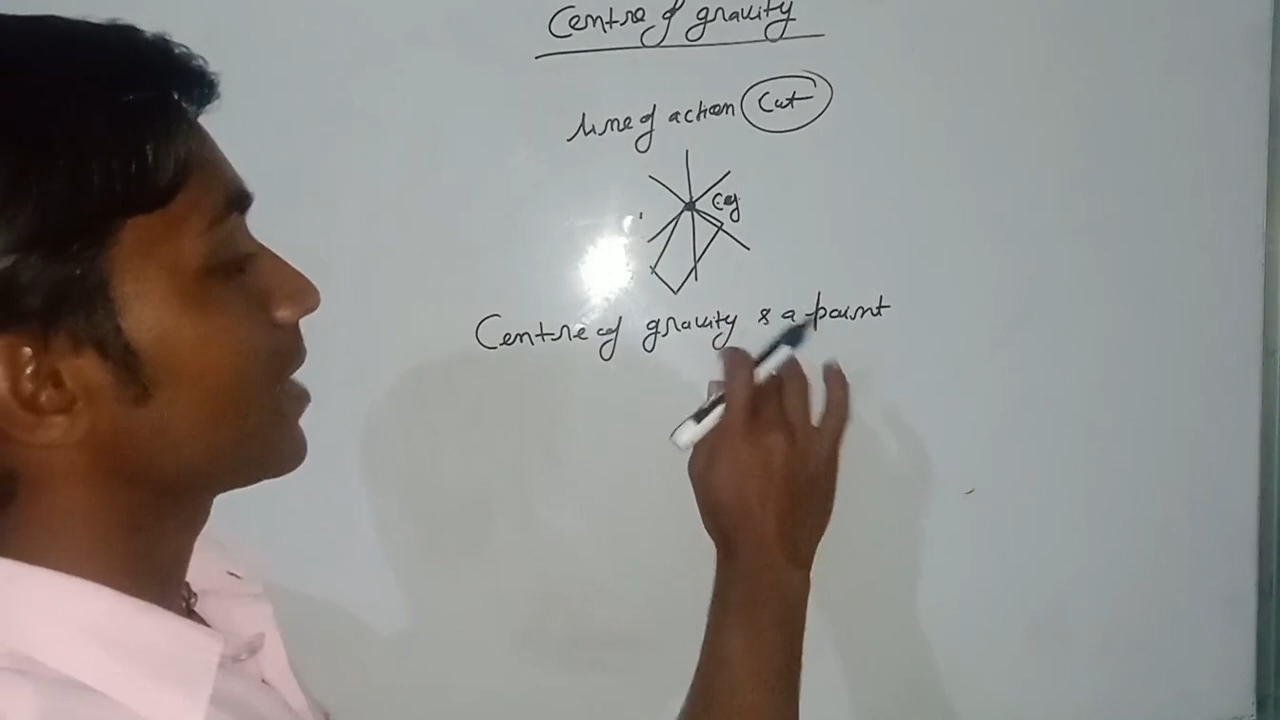 Centre of gravity
line of action Cut
Cg
Centre of gravity is a point